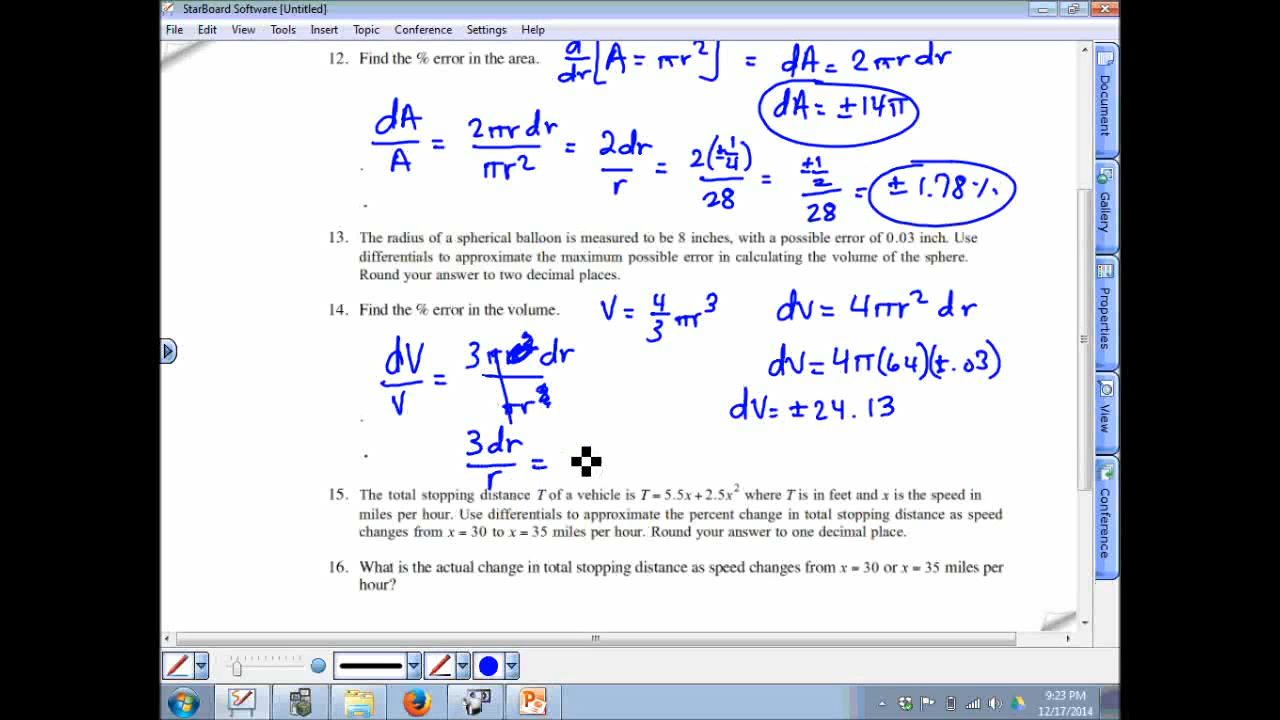 StarBoard Software [Untitled]
File Edit View Tools Insert Topic Conference Settings Help
12. Find the % error in the area. d/dr [A = πr²] = dA = 2πr dr
dA = ±14π
dA/A = 2πr dr/πr² = 2dr/r = 2(±1/4)/28 = ±1/2/28 = ±1.78%
13. The radius of a spherical balloon is measured to be 8 inches, with a possible error of 0.03 inch. Use
differentials to approximate the maximum possible error in calculating the volume of the sphere.
Round your answer to two decimal places.
14. Find the % error in the volume. V = 4/3 πr³ dV = 4πr² dr
dV/V = 3πr² dr/πr³ dV = 4π(64)(±.03)
dV = ±24.13
3dr/r =
15. The total stopping distance T of a vehicle is T = 5.5x + 2.5x² where T is in feet and x is the speed in
miles per hour. Use differentials to approximate the percent change in total stopping distance as speed
changes from x = 30 to x = 35 miles per hour. Round your answer to one decimal place.
16. What is the actual change in total stopping distance as speed changes from x = 30 or x = 35 miles per
hour?
Document
Gallery
Properties
View
Conference
9:23 PM
12/17/2014